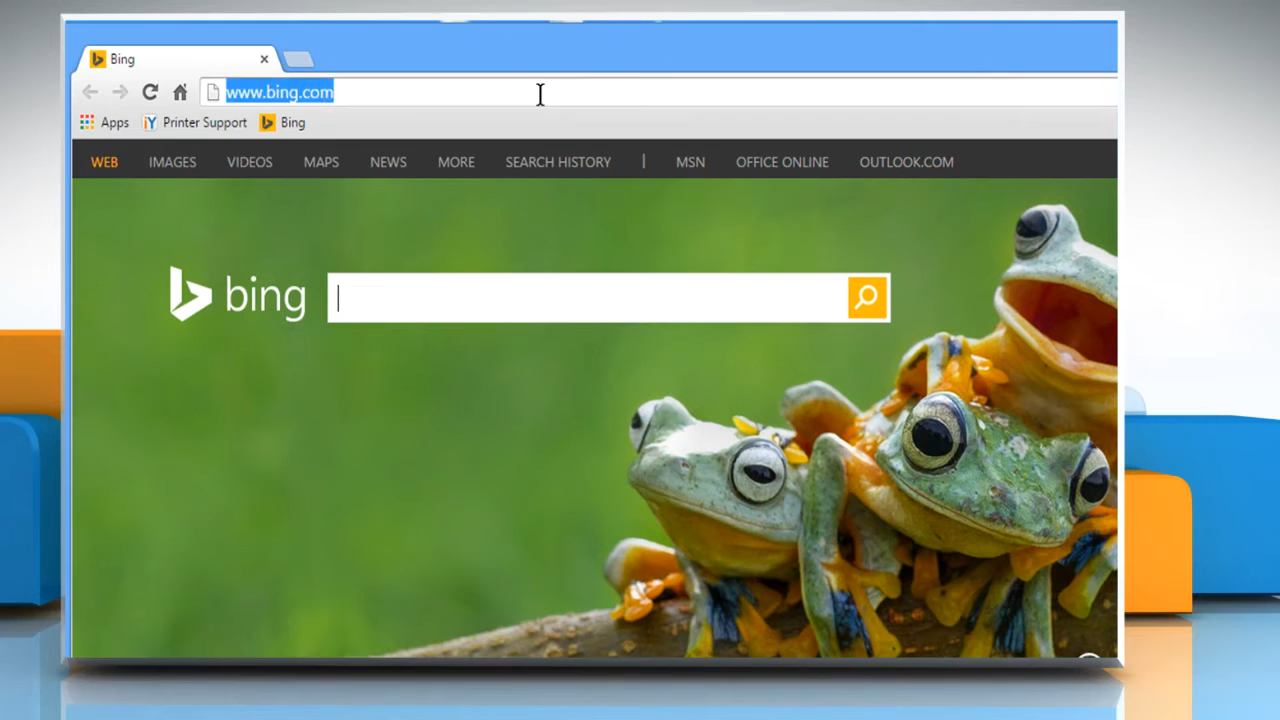 Bing
www.bing.com
Apps Printer Support Bing
WEB IMAGES VIDEOS MAPS NEWS MORE SEARCH HISTORY | MSN OFFICE ONLINE OUTLOOK.COM
bing